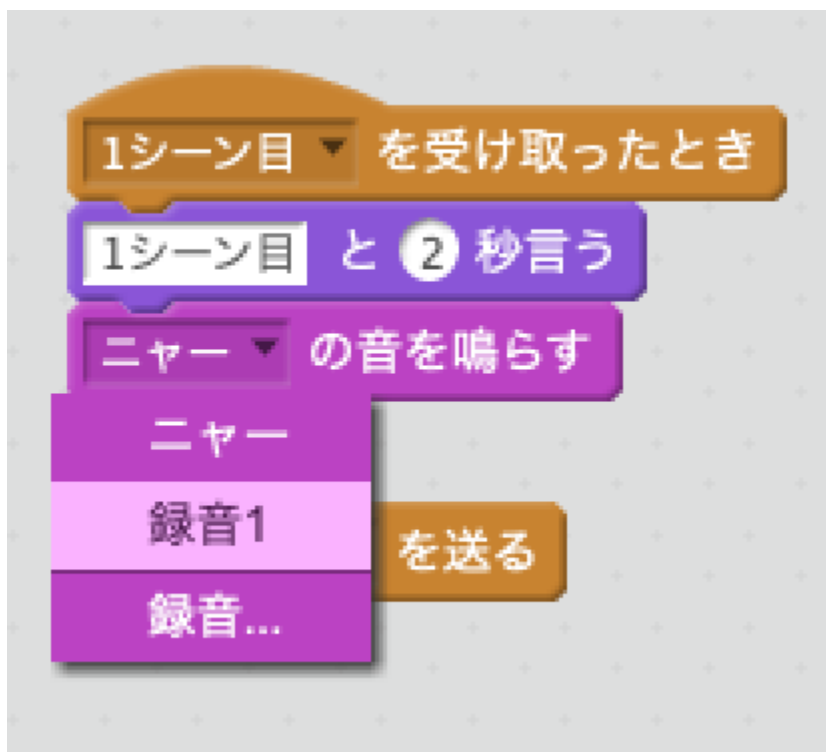 1シーン目 を受け取ったとき
1シーン目 と 2 秒言う
ニャー の音を鳴らす
ニャー
録音1
を送る
録音...